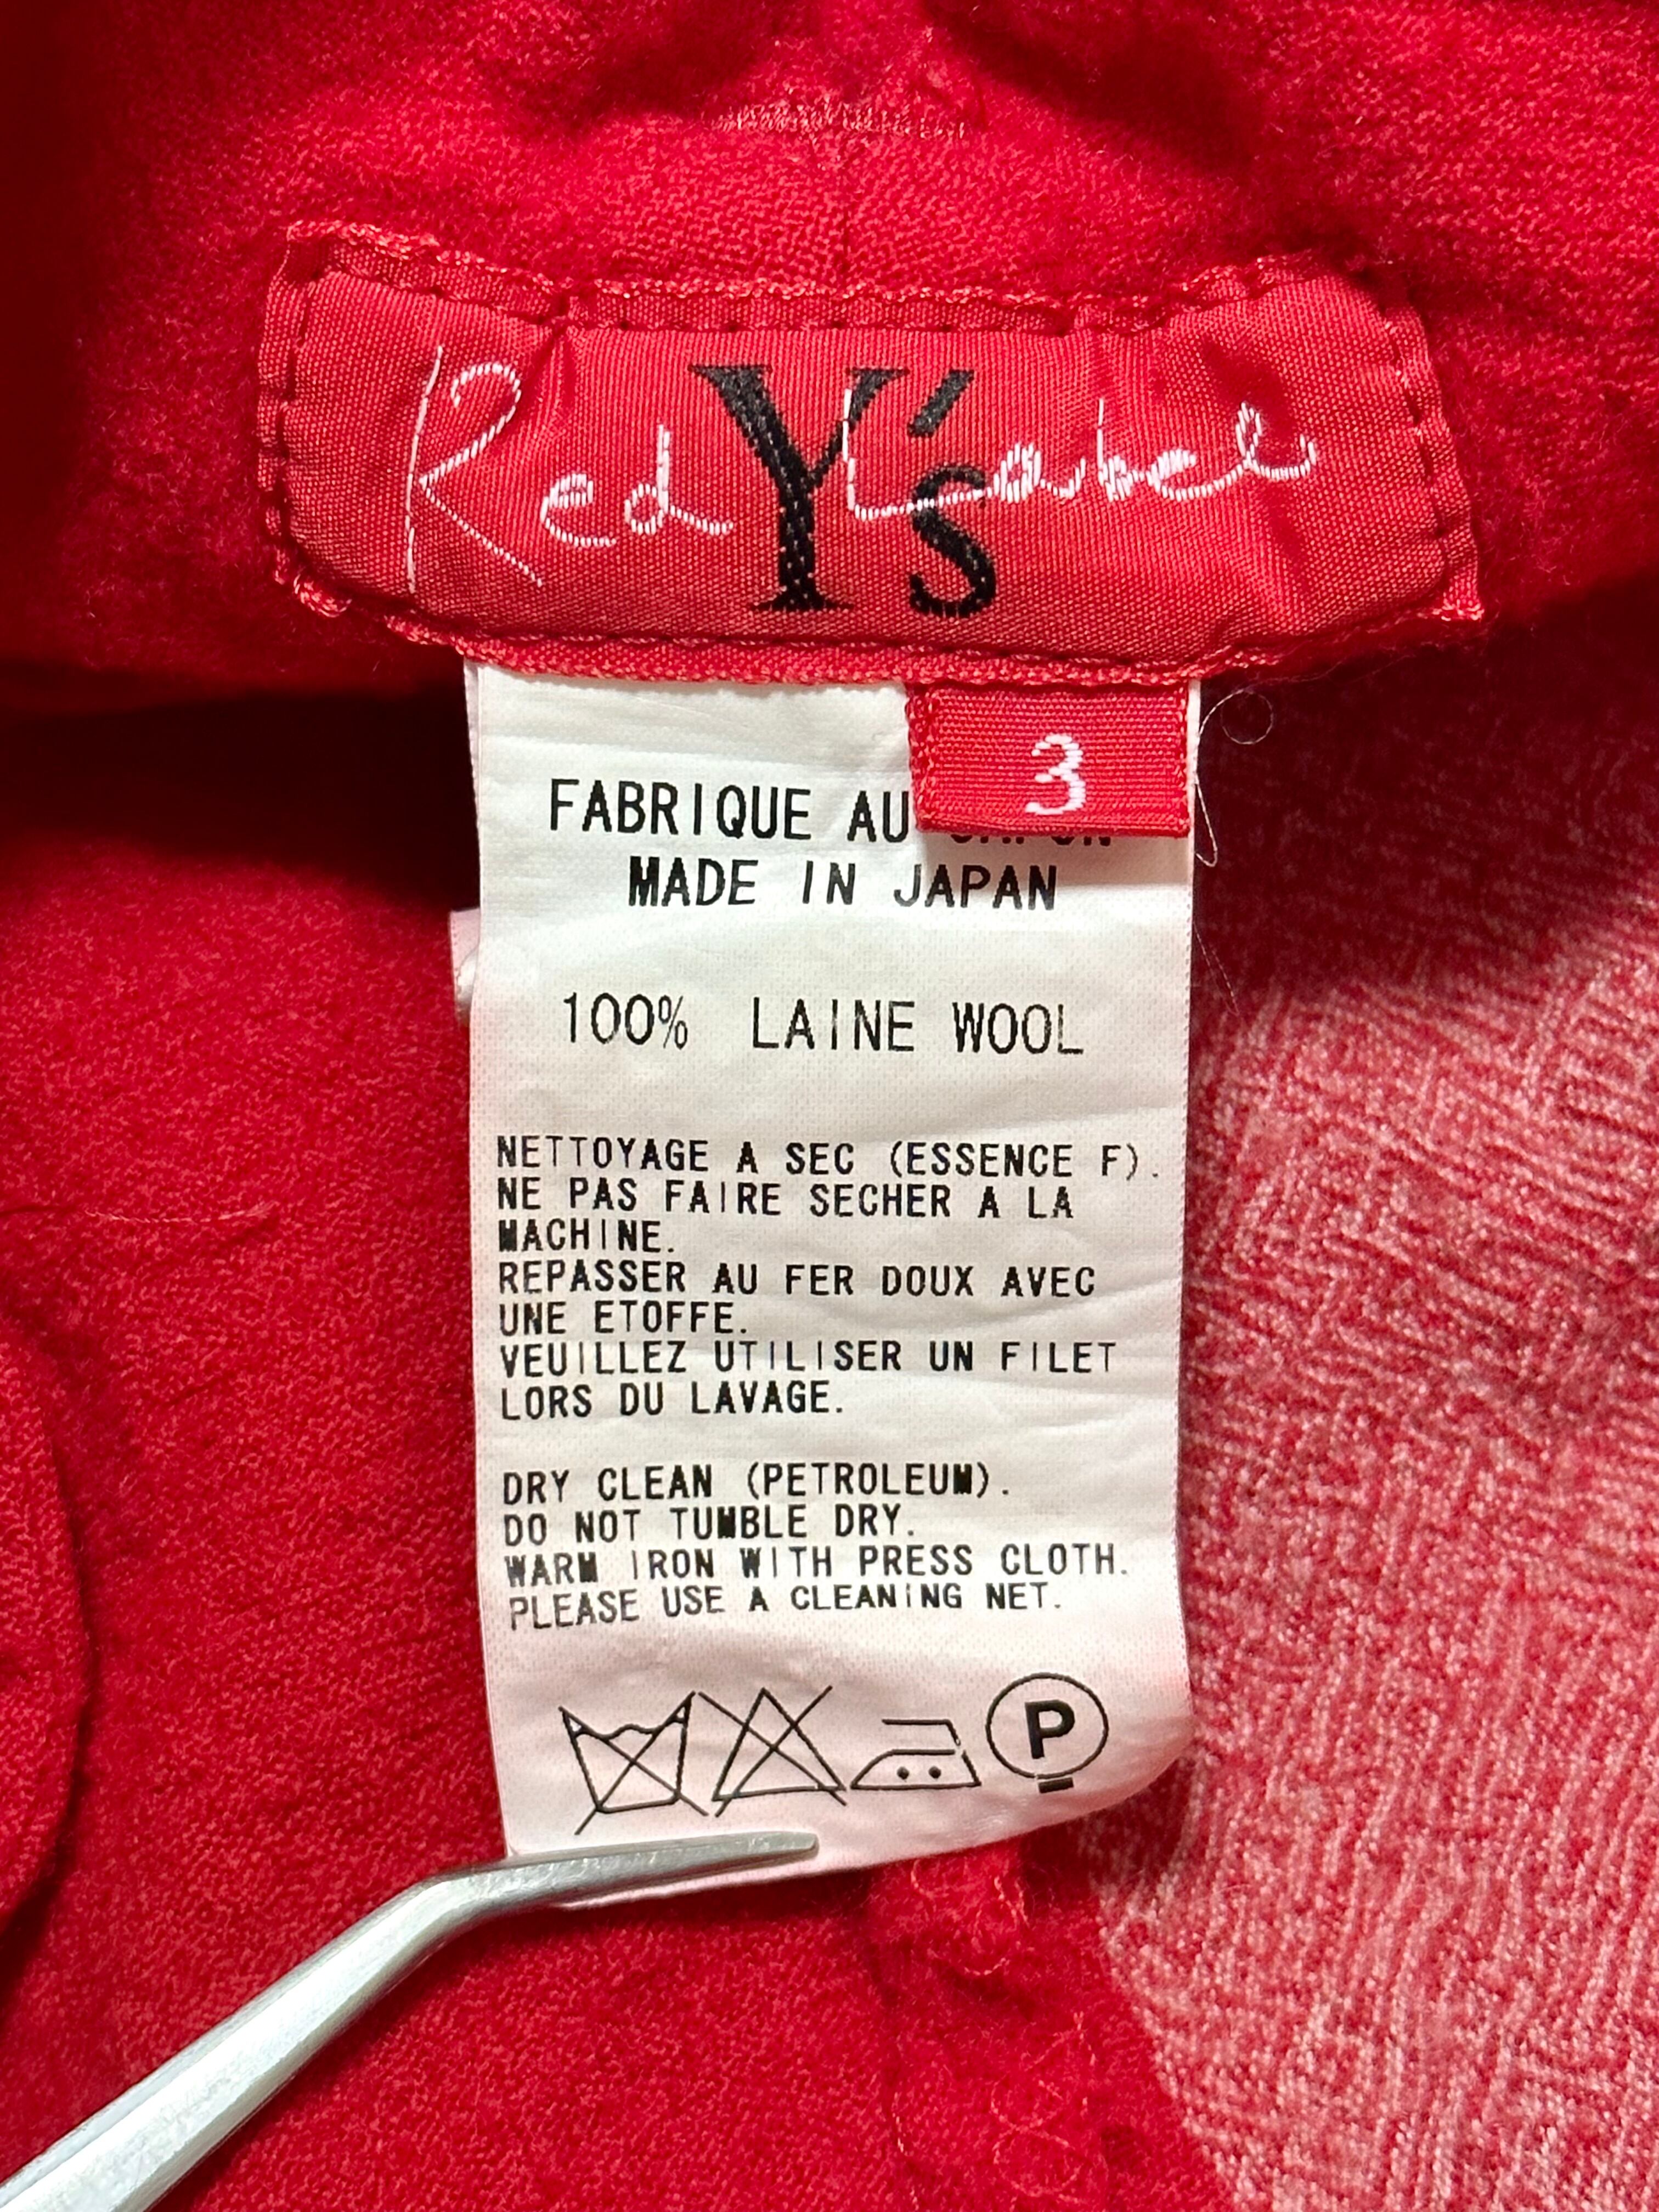 Red Label
Y's
3
FABRIQUE AU JAPON
MADE IN JAPAN
100% LAINE WOOL
NETTOYAGE A SEC (ESSENCE F).
NE PAS FAIRE SECHER A LA
MACHINE.
REPASSER AU FER DOUX AVEC
UNE ETOFFE.
VEUILLEZ UTILISER UN FILET
LORS DU LAVAGE.
DRY CLEAN (PETROLEUM).
DO NOT TUMBLE DRY.
WARM IRON WITH PRESS CLOTH.
PLEASE USE A CLEANING NET.
P